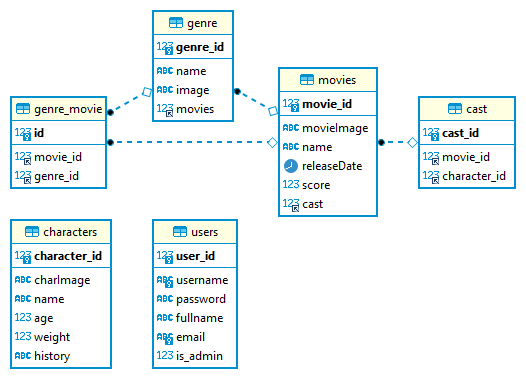 genre
123 genre_id
ABC name
ABC image
123 movies
genre_movie
123 id
123 movie_id
123 genre_id
movies
123 movie_id
ABC movieImage
ABC name
releaseDate
123 score
123 cast
cast
123 cast_id
123 movie_id
123 character_id
characters
123 character_id
ABC charImage
ABC name
123 age
123 weight
ABC history
users
123 user_id
ABC username
ABC password
ABC fullname
ABC email
123 is_admin